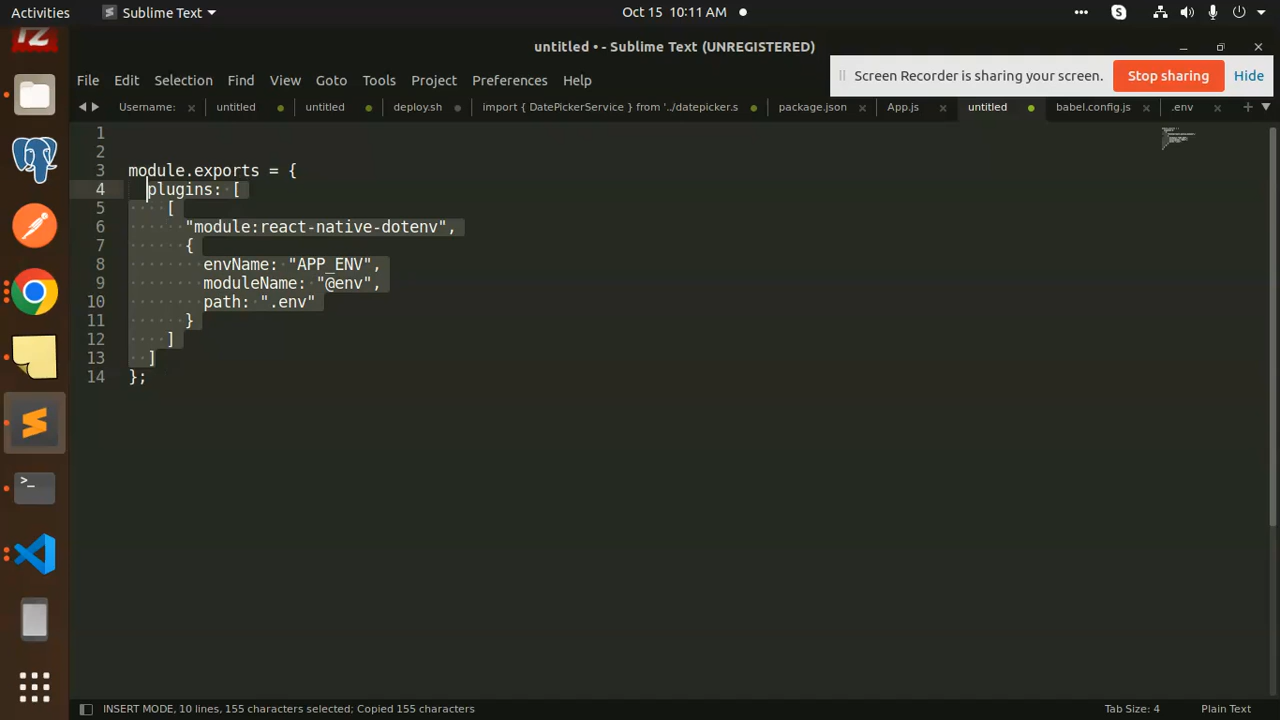 Activities
Sublime Text
Oct 15 10:11 AM
untitled • - Sublime Text (UNREGISTERED)
File Edit Selection Find View Goto Tools Project Preferences Help
Screen Recorder is sharing your screen. Stop sharing Hide
Username: untitled untitled deploy.sh import { DatePickerService } from '../datepicker.s package.json App.js untitled babel.config.js .env
1
2
3 module.exports = {
4 plugins: [
5 [
6 "module:react-native-dotenv",
7 {
8 envName: "APP_ENV",
9 moduleName: "@env",
10 path: ".env"
11 }
12 ]
13 ]
14 };
INSERT MODE, 10 lines, 155 characters selected; Copied 155 characters
Tab Size: 4
Plain Text